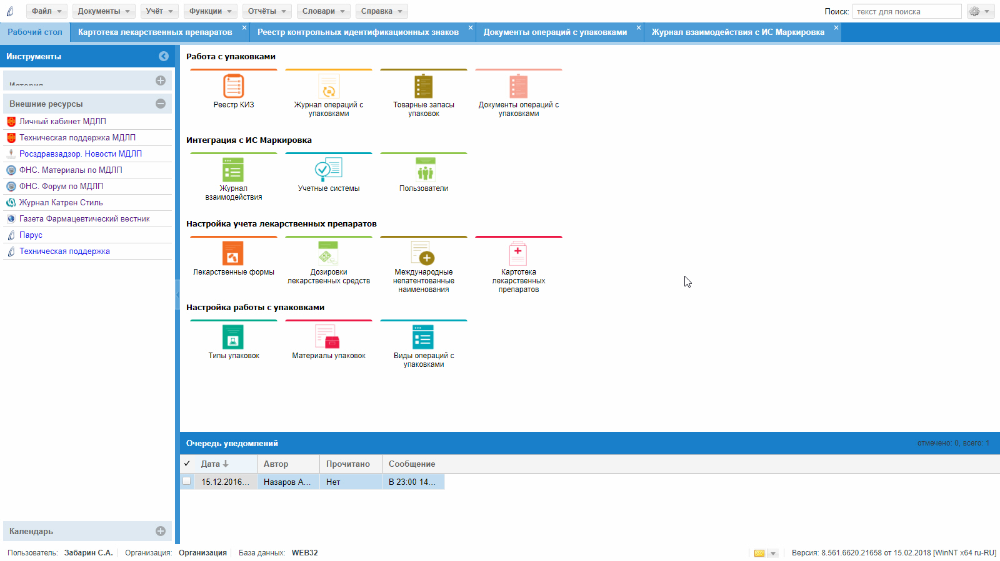 Файл
Документы
Учёт
Функции
Отчёты
Словари
Справка
Поиск:
текст для поиска
Рабочий стол
Картотека лекарственных препаратов
Реестр контрольных идентификационных знаков
Документы операций с упаковками
Журнал взаимодействия с ИС Маркировка
Инструменты
История
Внешние ресурсы
Личный кабинет МДЛП
Техническая поддержка МДЛП
Росздравзадзор. Новости МДЛП
ФНС. Материалы по МДЛП
ФНС. Форум по МДЛП
Журнал Катрен Стиль
Газета Фармацевтический вестник
Парус
Техническая поддержка
Календарь
Работа с упаковками
Реестр КИЗ
Журнал операций с
упаковками
Товарные запасы
упаковок
Документы операций с
упаковками
Интеграция с ИС Маркировка
Журнал
взаимодействия
Учетные системы
Пользователи
Настройка учета лекарственных препаратов
Лекарственные формы
Дозировки
лекарственных средств
Международные
непатентованные
наименования
Картотека
лекарственных
препаратов
Настройка работы с упаковками
Типы упаковок
Материалы упаковок
Виды операций с
упаковками
Очередь уведомлений
отмечено: 0, всего: 1
Дата
Автор
Прочитано
Сообщение
15.12.2016...
Назаров А...
Нет
В 23:00 14...
Пользователь: Забарин С.А.
Организация: Организация
База данных: WEB32
Версия: 8.561.6620.21658 от 15.02.2018 [WinNT x64 ru-RU]